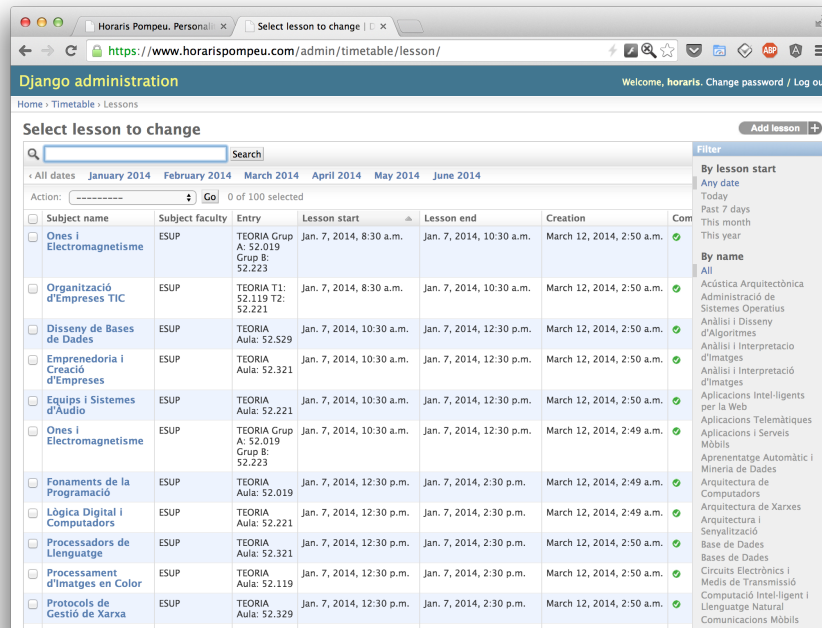 Horaris Pompeu. Personali
Select lesson to change | D
https://www.horarispompeu.com/admin/timetable/lesson/
ABP
Django administration
Welcome, horaris. Change password / Log ou
Home › Timetable › Lessons
Select lesson to change
Add lesson +
Search
Filter
‹ All dates January 2014 February 2014 March 2014 April 2014 May 2014 June 2014
Action: --------- Go 0 of 100 selected
Subject name Subject faculty Entry Lesson start Lesson end Creation Com
Ones i
Electromagnetisme
ESUP
TEORIA Grup
A: 52.019
Grup B:
52.223
Jan. 7, 2014, 8:30 a.m. Jan. 7, 2014, 10:30 a.m. March 12, 2014, 2:50 a.m.
Organització
d'Empreses TIC
ESUP
TEORIA T1:
52.119 T2:
52.221
Jan. 7, 2014, 8:30 a.m. Jan. 7, 2014, 10:30 a.m. March 12, 2014, 2:50 a.m.
Disseny de Bases
de Dades
ESUP
TEORIA
Aula: 52.S29
Jan. 7, 2014, 10:30 a.m. Jan. 7, 2014, 12:30 p.m. March 12, 2014, 2:50 a.m.
Emprenedoria i
Creació
d'Empreses
ESUP
TEORIA
Aula: 52.321
Jan. 7, 2014, 10:30 a.m. Jan. 7, 2014, 12:30 p.m. March 12, 2014, 2:50 a.m.
Equips i Sistemes
d'Àudio
ESUP
TEORIA
Aula: 52.221
Jan. 7, 2014, 10:30 a.m. Jan. 7, 2014, 12:30 p.m. March 12, 2014, 2:50 a.m.
Ones i
Electromagnetisme
ESUP
TEORIA Grup
A: 52.019
Grup B:
52.223
Jan. 7, 2014, 10:30 a.m. Jan. 7, 2014, 12:30 p.m. March 12, 2014, 2:49 a.m.
Fonaments de la
Programació
ESUP
TEORIA
Aula: 52.019
Jan. 7, 2014, 12:30 p.m. Jan. 7, 2014, 2:30 p.m. March 12, 2014, 2:49 a.m.
Lògica Digital i
Computadors
ESUP
TEORIA
Aula: 52.221
Jan. 7, 2014, 12:30 p.m. Jan. 7, 2014, 2:30 p.m. March 12, 2014, 2:49 a.m.
Processadors de
Llenguatge
ESUP
TEORIA
Aula: 52.321
Jan. 7, 2014, 12:30 p.m. Jan. 7, 2014, 2:30 p.m. March 12, 2014, 2:50 a.m.
Processament
d'Imatges en Color
ESUP
TEORIA
Aula: 52.119
Jan. 7, 2014, 12:30 p.m. Jan. 7, 2014, 2:30 p.m. March 12, 2014, 2:50 a.m.
Protocols de
Gestió de Xarxa
ESUP
TEORIA
Aula: 52.329
Jan. 7, 2014, 12:30 p.m. Jan. 7, 2014, 2:30 p.m. March 12, 2014, 2:50 a.m.
By lesson start
Any date
Today
Past 7 days
This month
This year
By name
All
Acústica Arquitectònica
Administració de
Sistemes Operatius
Anàlisi i Disseny
d'Algoritmes
Anàlisi i Interpretacio
d'Imatges
Anàlisi i Interpretació
d'Imatges
Aplicacions Intel·ligents
per la Web
Aplicacions Telemàtiques
Aplicacions i Serveis
Mòbils
Aprenentatge Automàtic i
Mineria de Dades
Arquitectura de
Computadors
Arquitectura de Xarxes
Arquitectura i
Senyalització
Base de Dades
Bases de Dades
Circuits Electrònics i
Medis de Transmissió
Computació Intel·ligent i
Llenguatge Natural
Comunicacions Mòbils